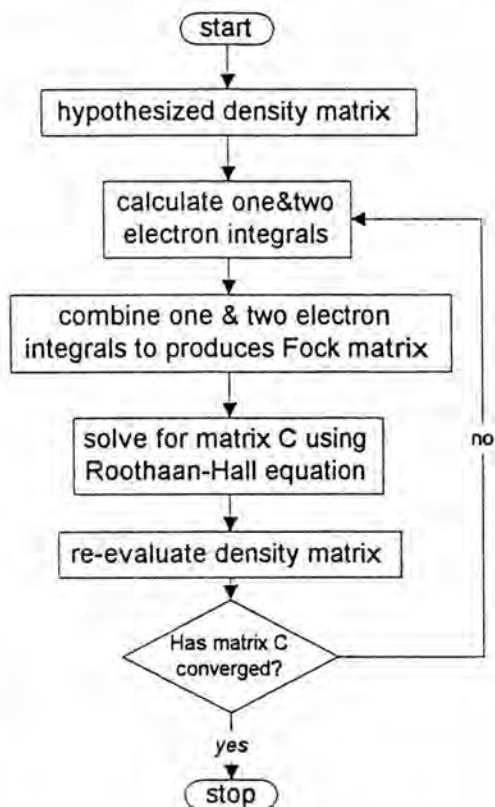 start
hypothesized density matrix
calculate one&two
electron integrals
combine one & two electron
integrals to produces Fock matrix
solve for matrix C using
Roothaan-Hall equation
no
re-evaluate density matrix
Has matrix C
converged?
yes
stop